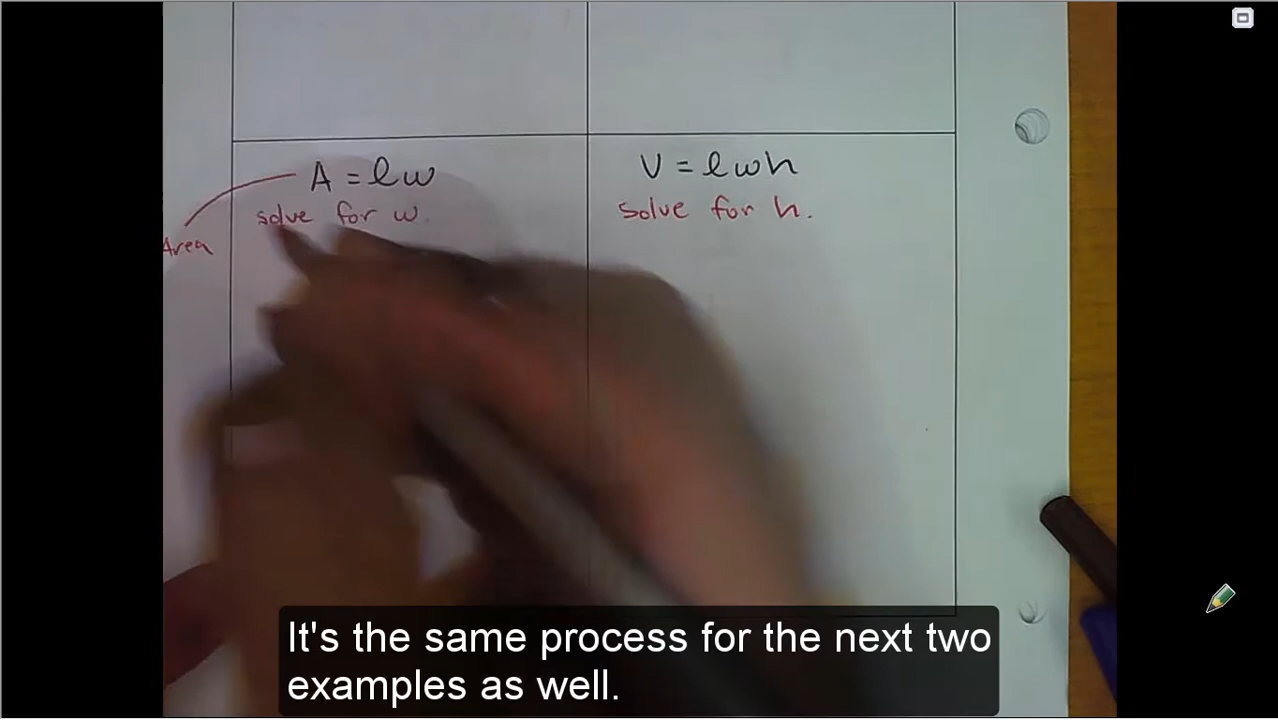 A = lw
solve for w.
Area
V = lwh
solve for h.
It's the same process for the next two
examples as well.